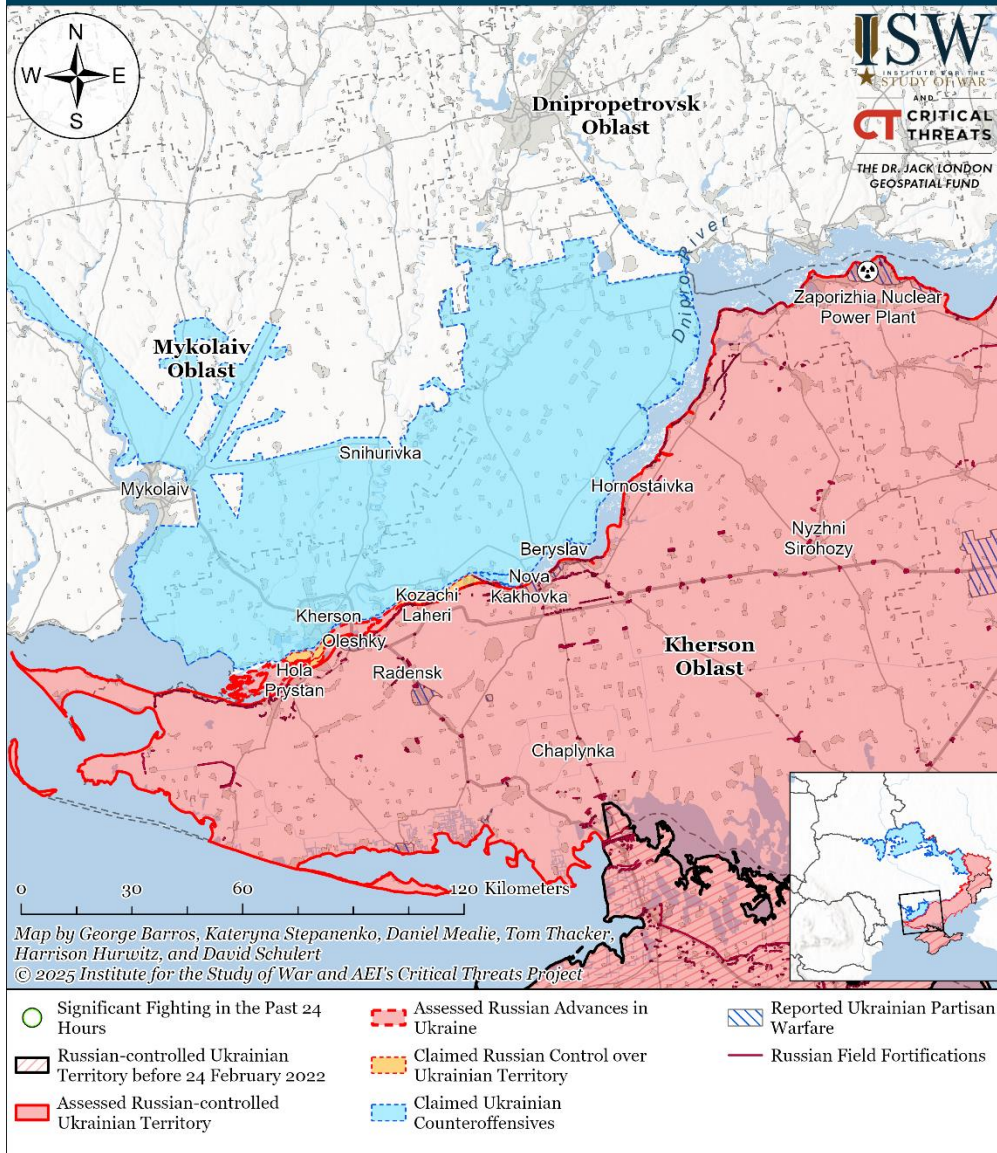 N
W E
S
ISW
INSTITUTE FOR THE
STUDY OF WAR
AND
CT CRITICAL
THREATS
THE DR. JACK LONDON
GEOSPATIAL FUND
Dnipropetrovsk
Oblast
Dnipro River
Zaporizhia Nuclear
Power Plant
Mykolaiv
Oblast
Snihurivka
Mykolaiv
Hornostaivka
Nyzhni
Sirohozy
Beryslav
Nova
Kakhovka
Kozachi
Laheri
Kherson
Oleshky
Kherson
Oblast
Hola
Prystan
Radensk
Chaplynka
0 30 60 120 Kilometers
Map by George Barros, Kateryna Stepanenko, Daniel Mealie, Tom Thacker,
Harrison Hurwitz, and David Schulert
© 2025 Institute for the Study of War and AEI's Critical Threats Project
Significant Fighting in the Past 24
Hours
Russian-controlled Ukrainian
Territory before 24 February 2022
Assessed Russian-controlled
Ukrainian Territory
Assessed Russian Advances in
Ukraine
Claimed Russian Control over
Ukrainian Territory
Claimed Ukrainian
Counteroffensives
Reported Ukrainian Partisan
Warfare
Russian Field Fortifications